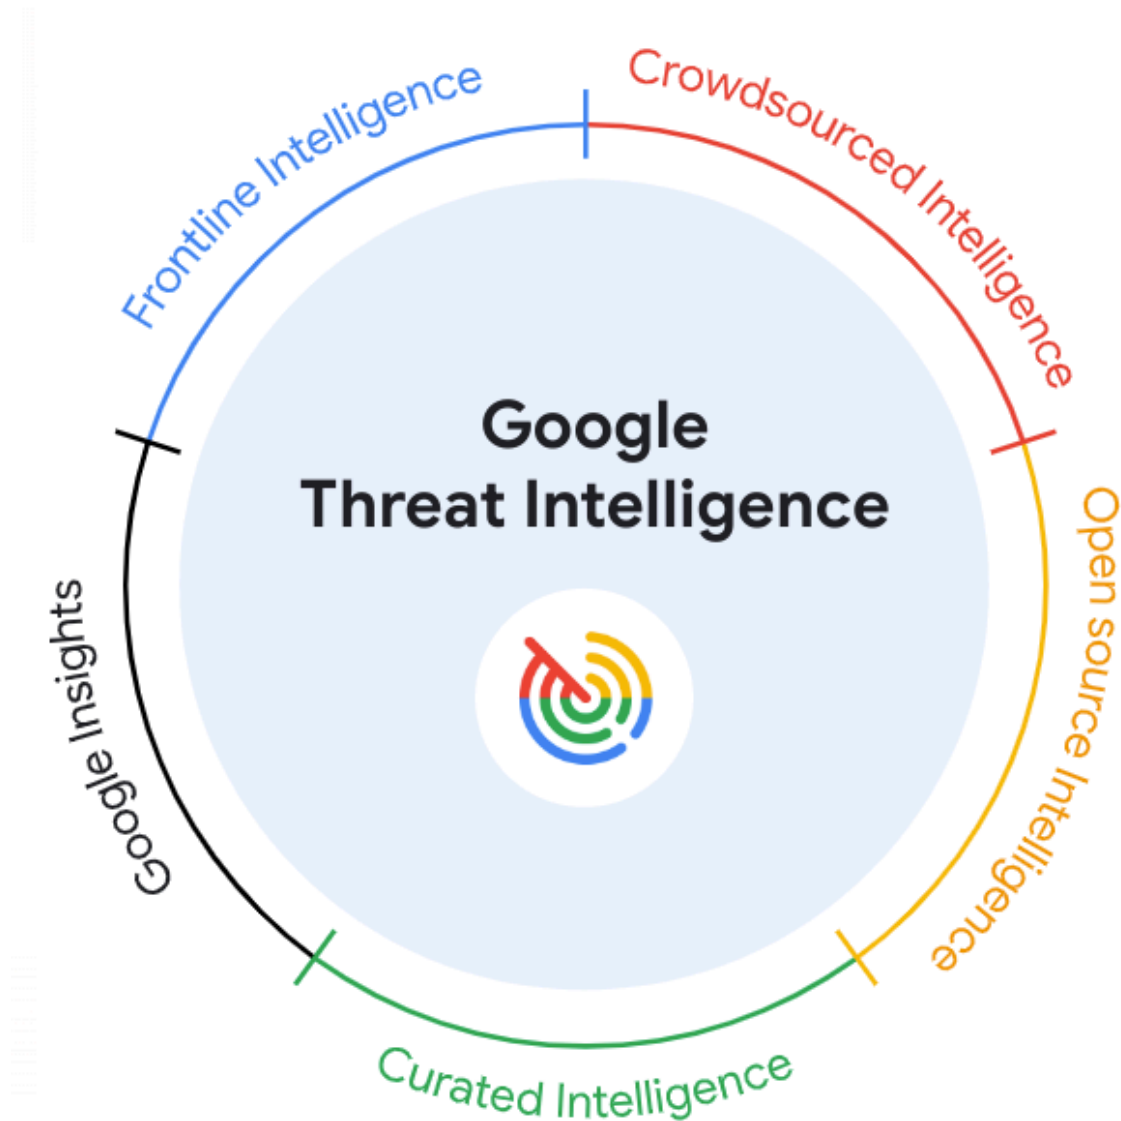 Frontline Intelligence
Crowdsourced Intelligence
Google
Threat Intelligence
Open source Intelligence
Google Insights
Curated Intelligence